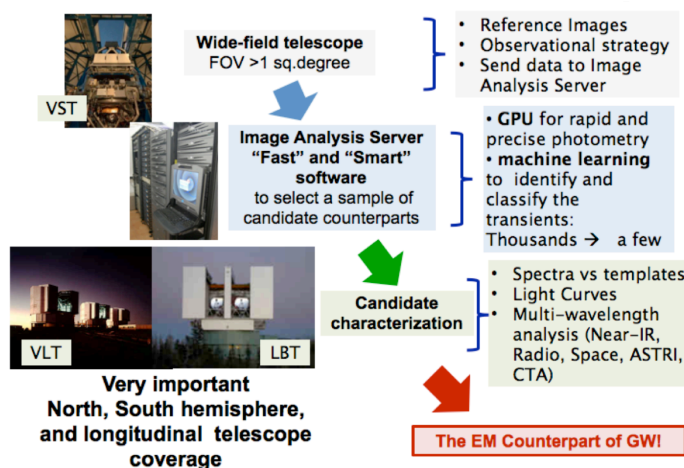 Wide-field telescope
FOV >1 sq.degree
• Reference Images
• Observational strategy
• Send data to Image
Analysis Server
VST
Image Analysis Server
“Fast” and “Smart”
software
to select a sample of
candidate counterparts
• GPU for rapid and
precise photometry
• machine learning
to identify and
classify the
transients:
Thousands → a few
VLT
LBT
Candidate
characterization
• Spectra vs templates
• Light Curves
• Multi-wavelength
analysis (Near-IR,
Radio, Space, ASTRI,
CTA)
Very important
North, South hemisphere,
and longitudinal telescope
coverage
The EM Counterpart of GW!